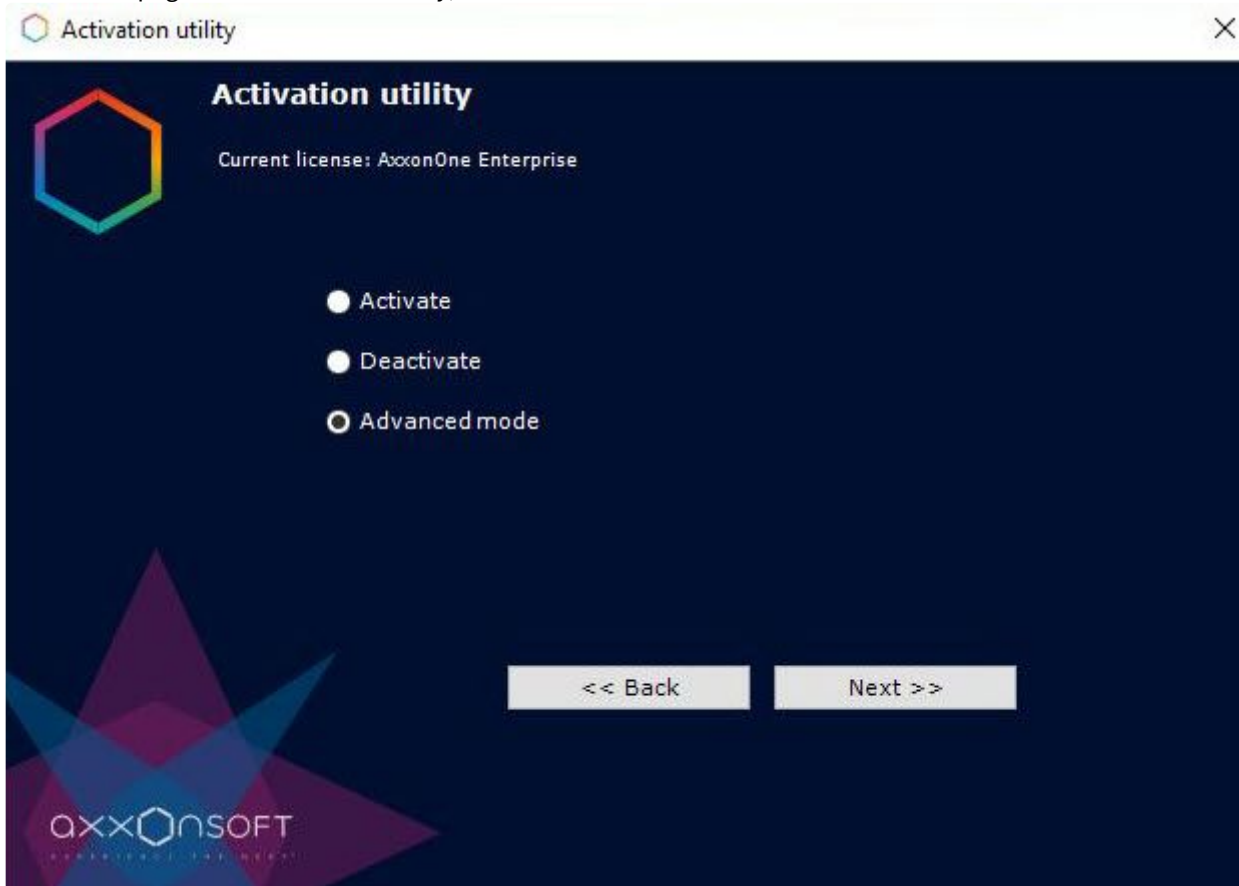 Activation utility
Activation utility
Current license: AxxonOne Enterprise
Activate
Deactivate
Advanced mode
<< Back
Next >>
axxonsoft